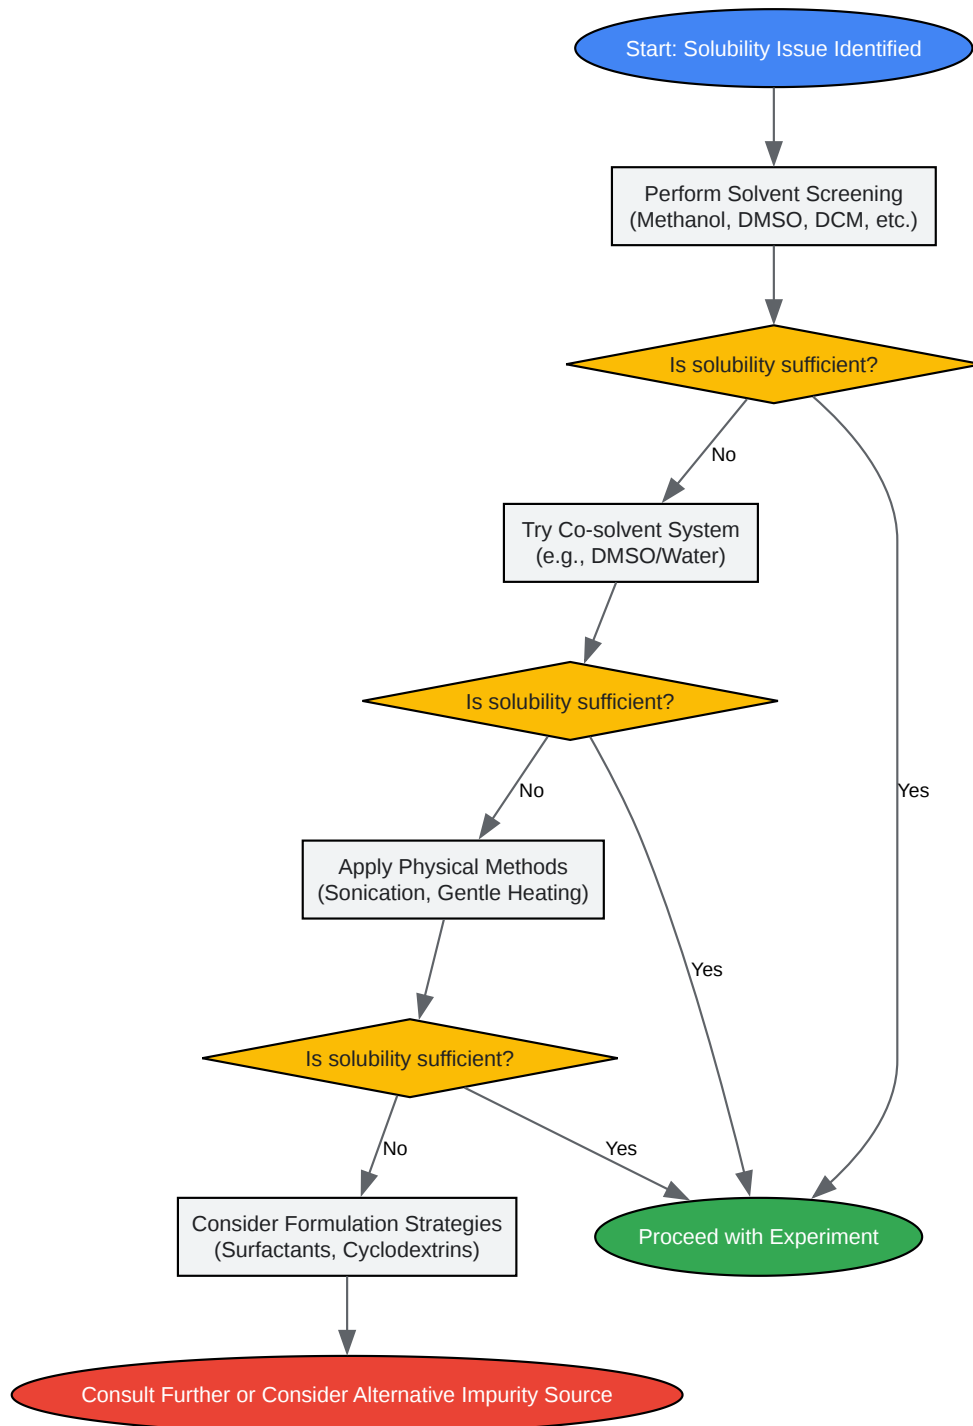 Start: Solubility Issue Identified
Perform Solvent Screening
(Methanol, DMSO, DCM, etc.)
Is solubility sufficient?
No
Try Co-solvent System
(e.g., DMSO/Water)
Is solubility sufficient?
No
Yes
Apply Physical Methods
(Sonication, Gentle Heating)
Yes
Is solubility sufficient?
No
Yes
Consider Formulation Strategies
(Surfactants, Cyclodextrins)
Proceed with Experiment
Consult Further or Consider Alternative Impurity Source